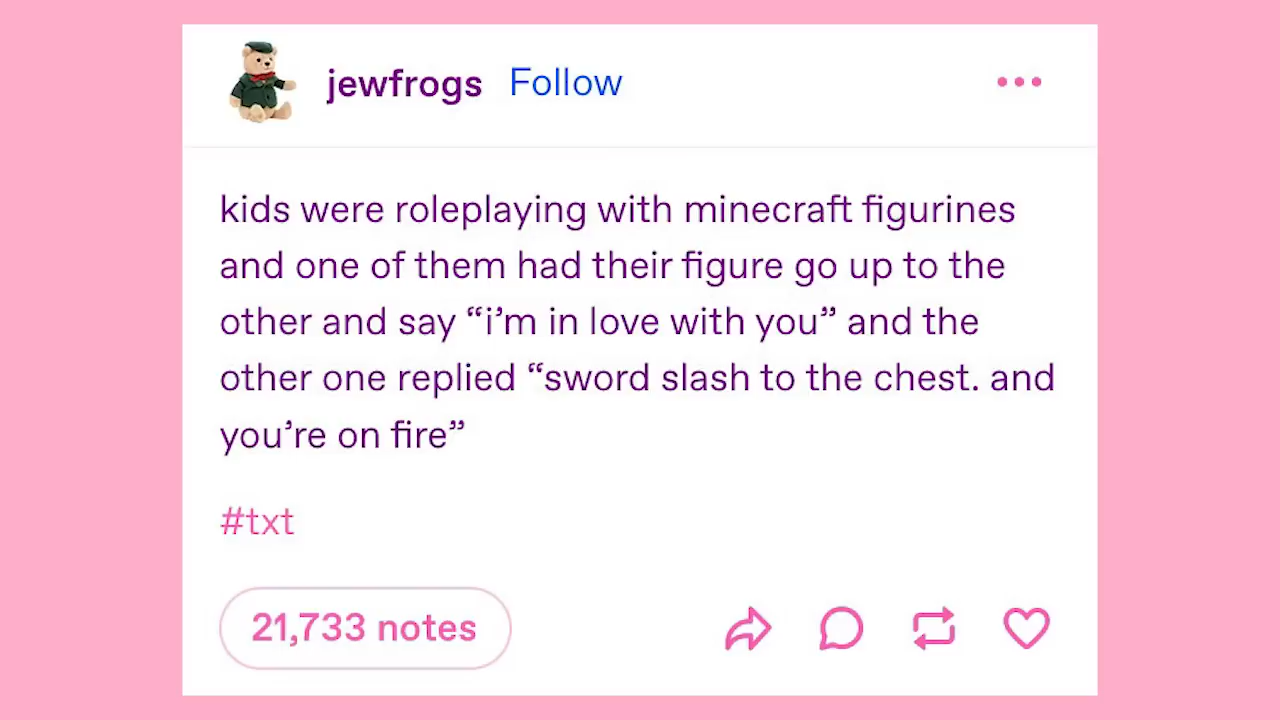 jewfrogs Follow
kids were roleplaying with minecraft figurines
and one of them had their figure go up to the
other and say “i’m in love with you” and the
other one replied “sword slash to the chest. and
you’re on fire”
#txt
21,733 notes